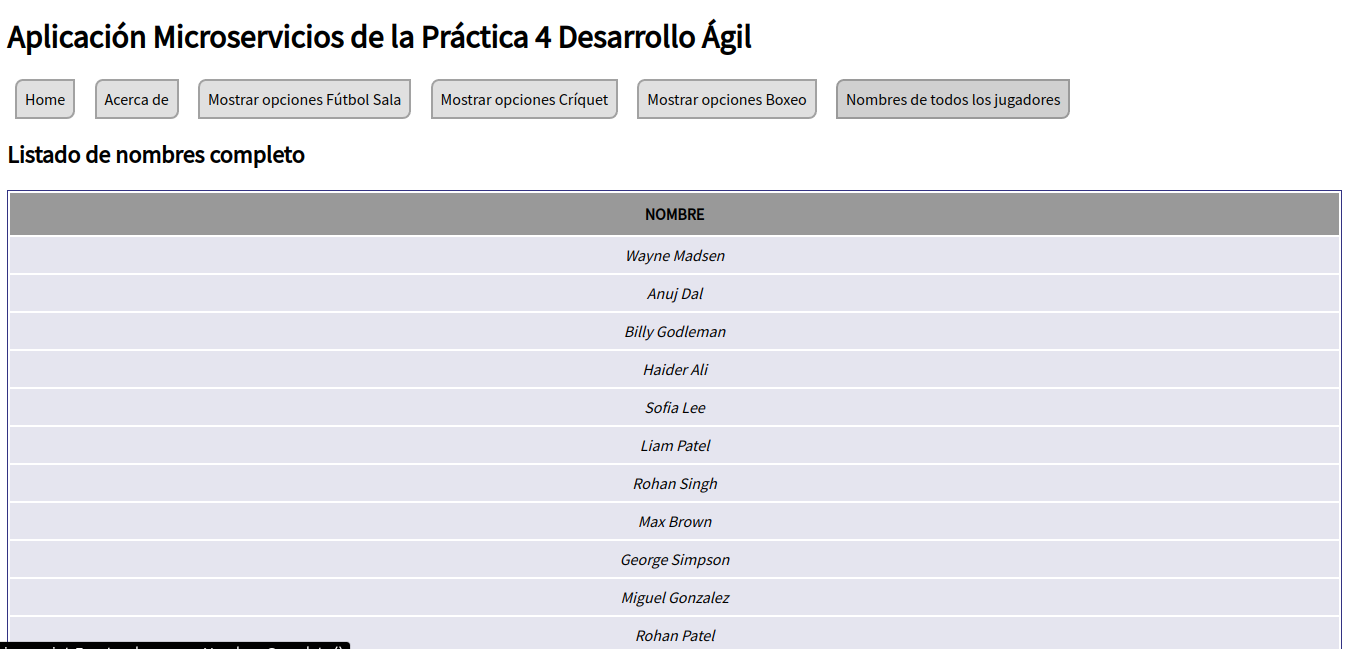 Aplicación Microservicios de la Práctica 4 Desarrollo Ágil
Home Acerca de Mostrar opciones Fútbol Sala Mostrar opciones Críquet Mostrar opciones Boxeo Nombres de todos los jugadores
Listado de nombres completo
NOMBRE
Wayne Madsen
Anuj Dal
Billy Godleman
Haider Ali
Sofia Lee
Liam Patel
Rohan Singh
Max Brown
George Simpson
Miguel Gonzalez
Rohan Patel